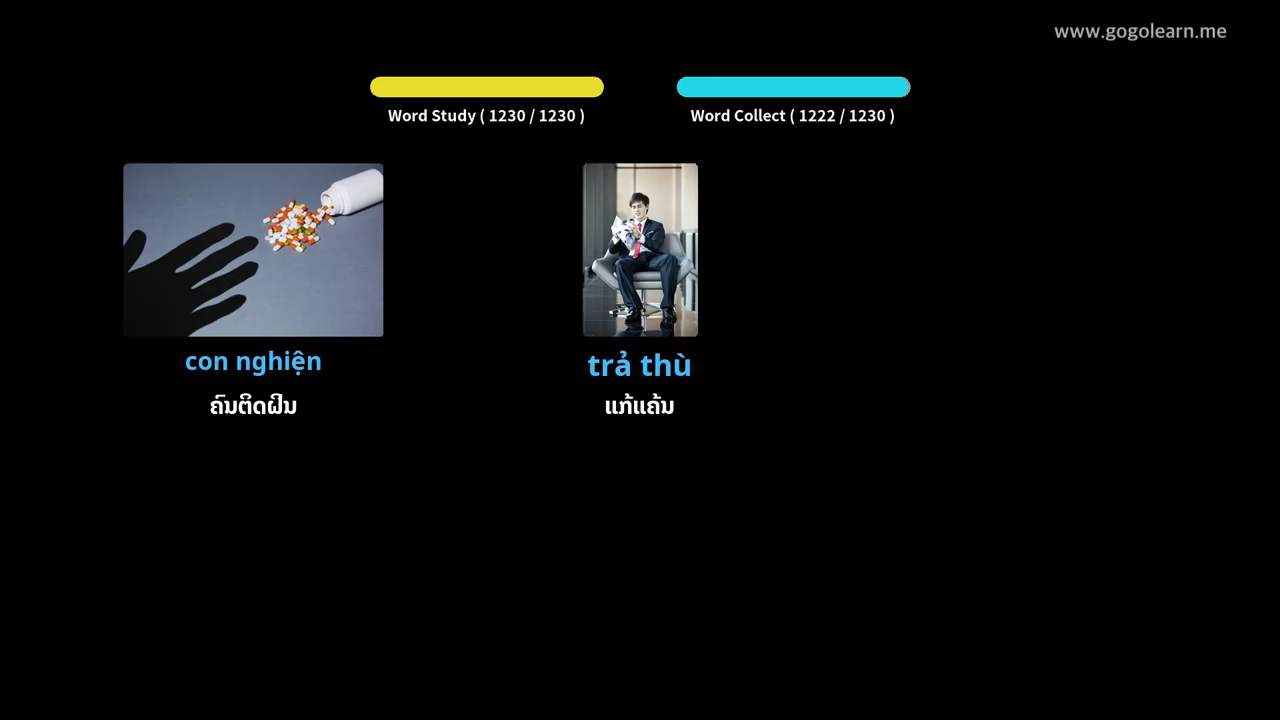 www.gogolearn.me
Word Study ( 1230 / 1230 )
Word Collect ( 1222 / 1230 )
con nghiện
ຄົນຕິດຝິນ
trả thù
ແກ້ແຄ້ນ